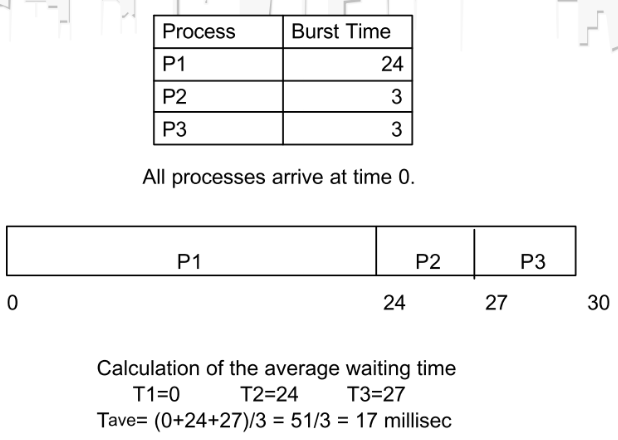 Process Burst Time
P1 24
P2 3
P3 3
All processes arrive at time 0.
P1 P2 P3
0 24 27 30
Calculation of the average waiting time
T1=0 T2=24 T3=27
Tave= (0+24+27)/3 = 51/3 = 17 millisec